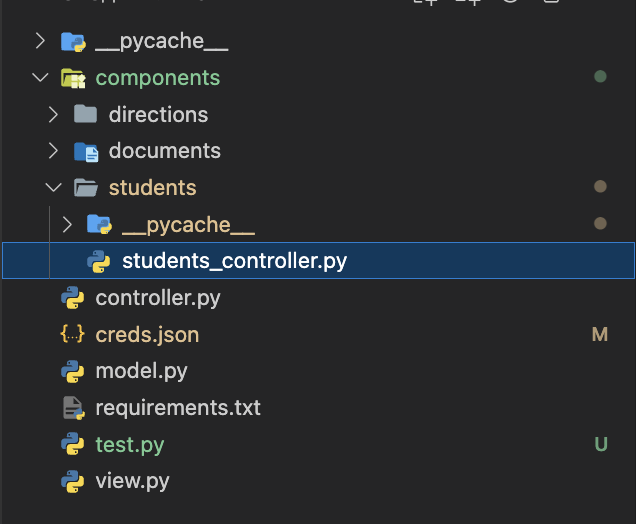 __pycache__
components
directions
documents
students
__pycache__
students_controller.py
controller.py
{..} creds.json M
model.py
requirements.txt
test.py U
view.py